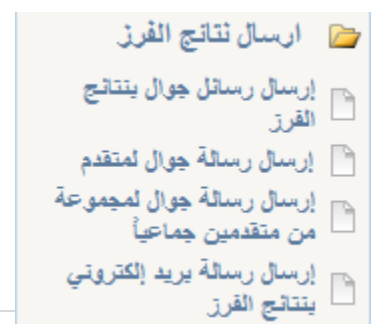 ارسال نتائج الفرز
إرسال رسائل جوال بنتائج
الفرز
إرسال رسالة جوال لمتقدم
إرسال رسالة جوال لمجموعة
من متقدمين جماعياً
إرسال رسالة بريد إلكتروني
بنتائج الفرز